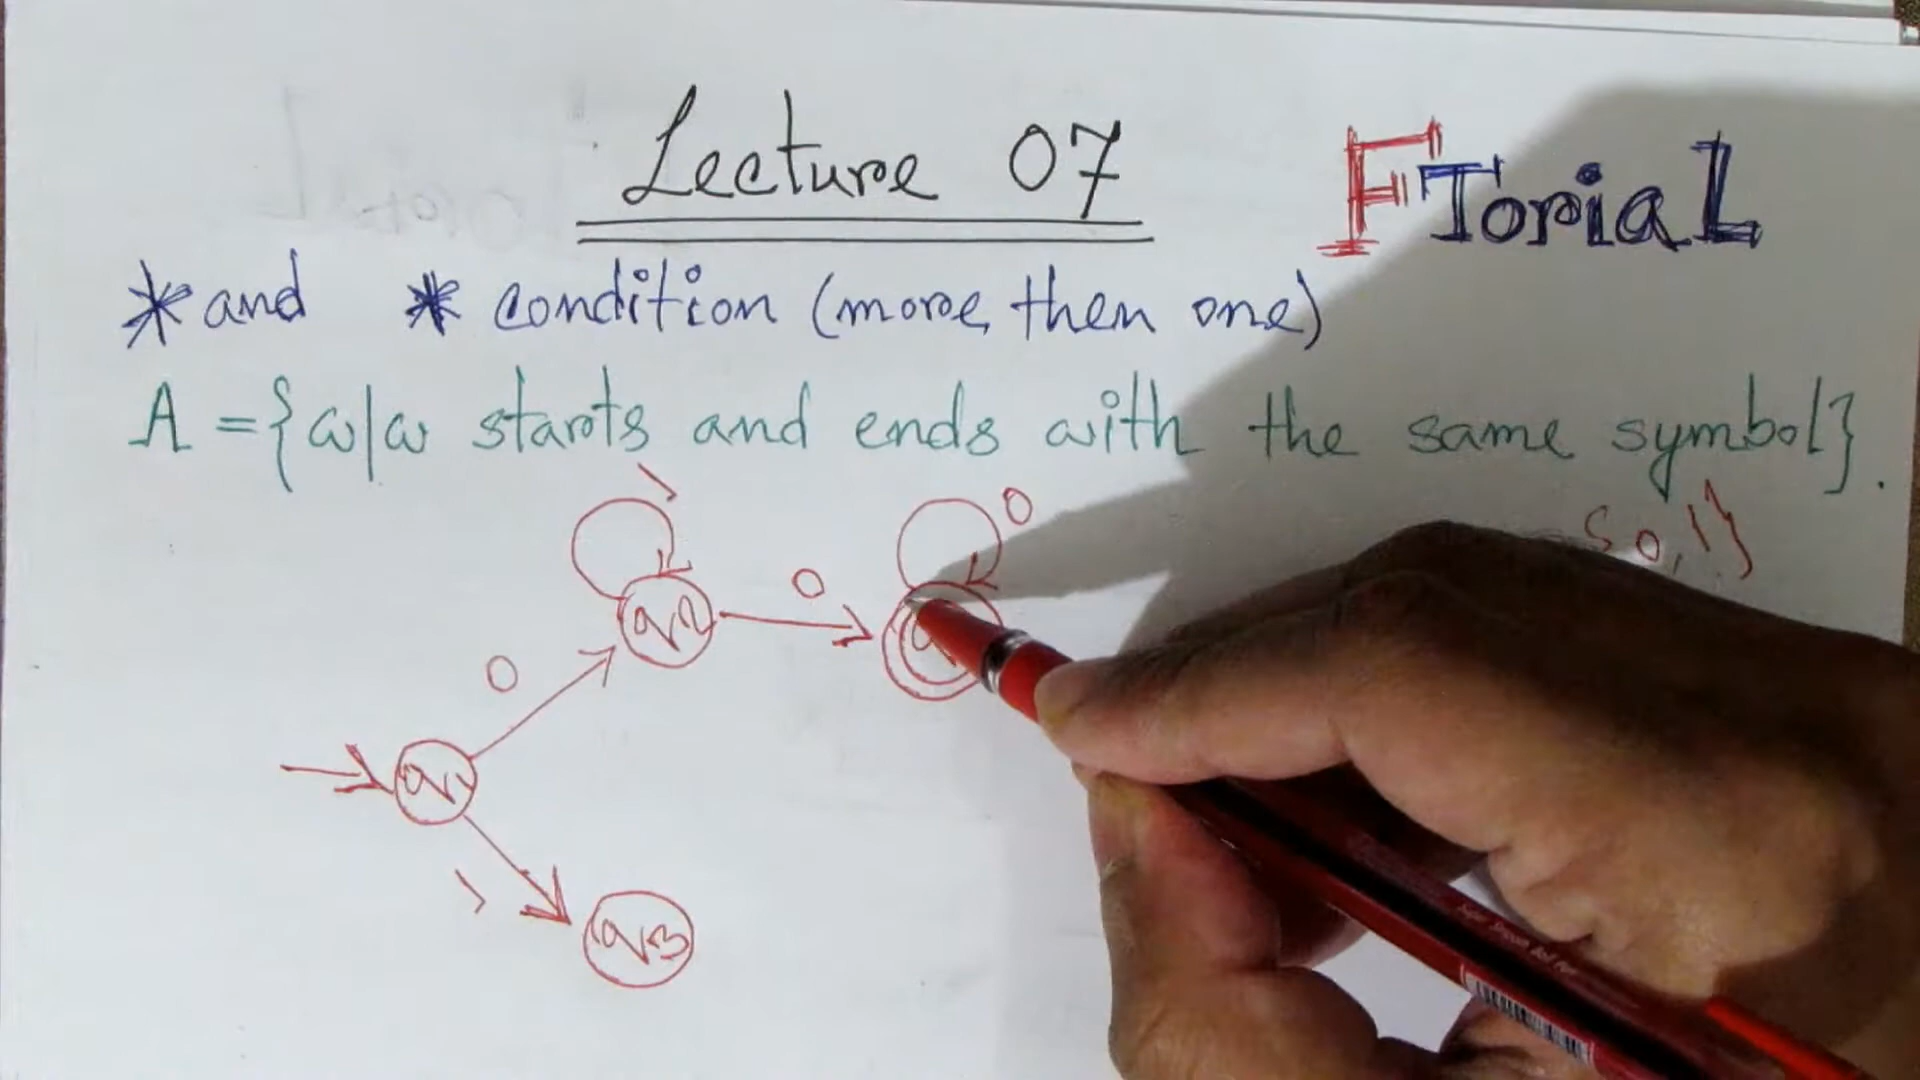 Lecture 07
FTorial
* and * condition (more then one)
A = {w|w starts and ends with the same symbol}.
{0,1}
1
0
0
q2
0
q1
1
q3